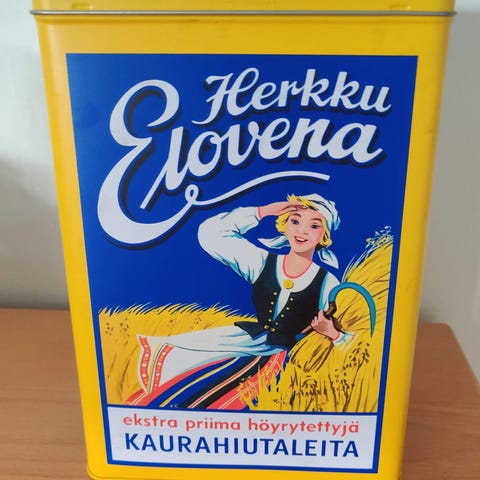 Herkku
Elovena
ekstra priima höyrytettyjä
KAURAHIUTALEITA